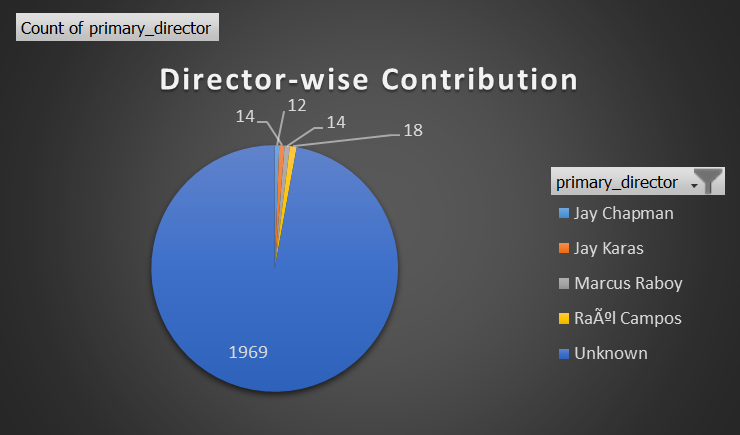 Count of primary_director
Director-wise Contribution
14
12
14
18
1969
primary_director
Jay Chapman
Jay Karas
Marcus Raboy
RaÃºl Campos
Unknown